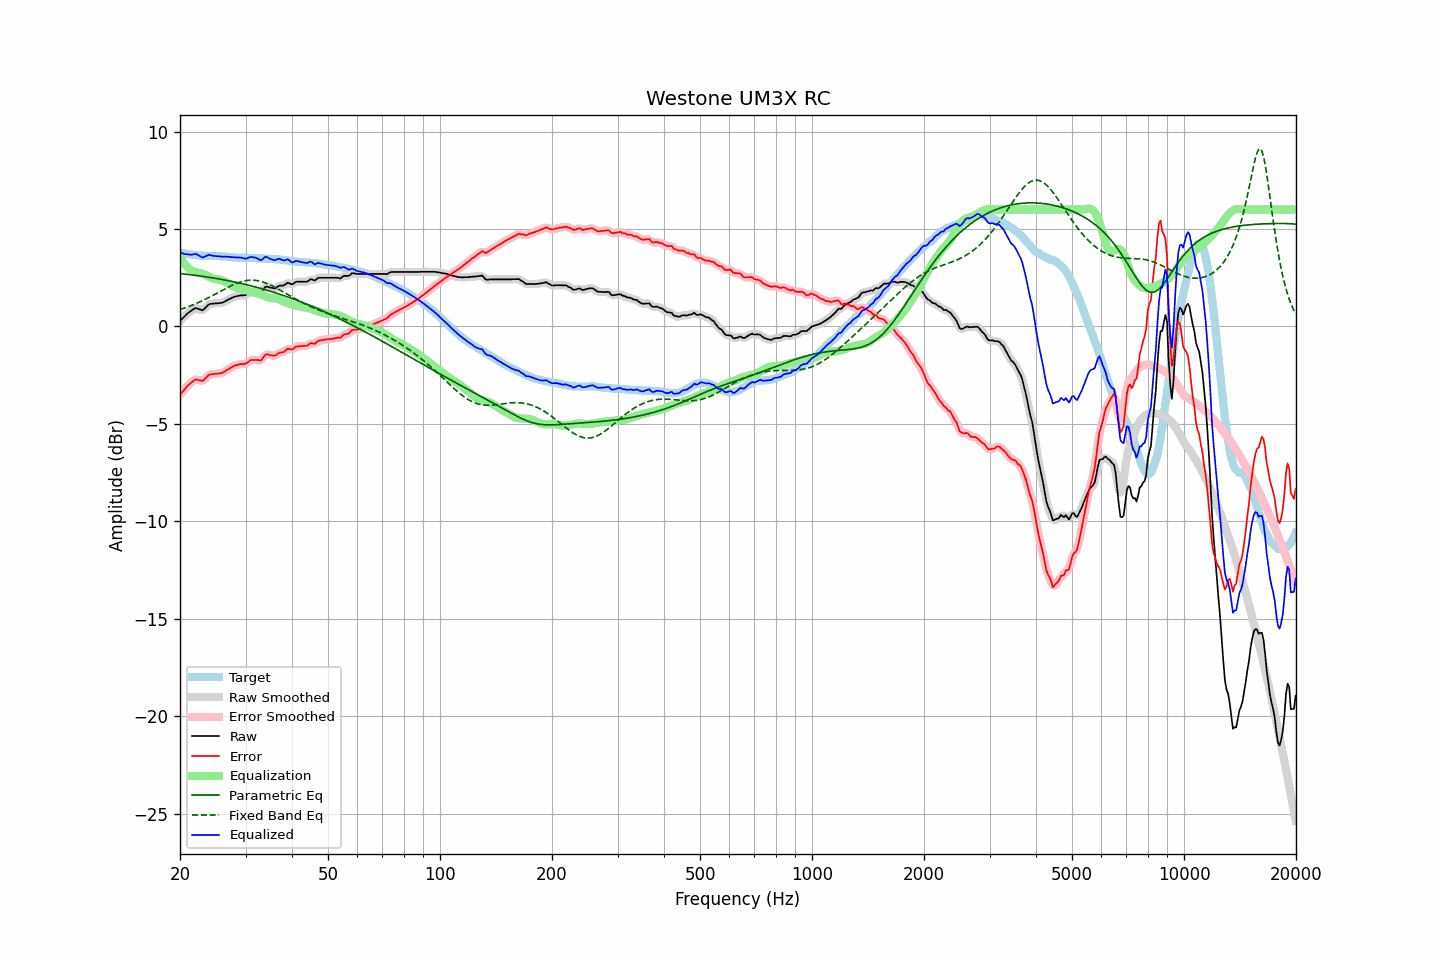 Westone UM3X RC
10
5
0
−5
−10
−15
−20
−25
Amplitude (dBr)
Target
Raw Smoothed
Error Smoothed
Raw
Error
Equalization
Parametric Eq
Fixed Band Eq
Equalized
20 50 100 200 500 1000 2000 5000 10000 20000
Frequency (Hz)